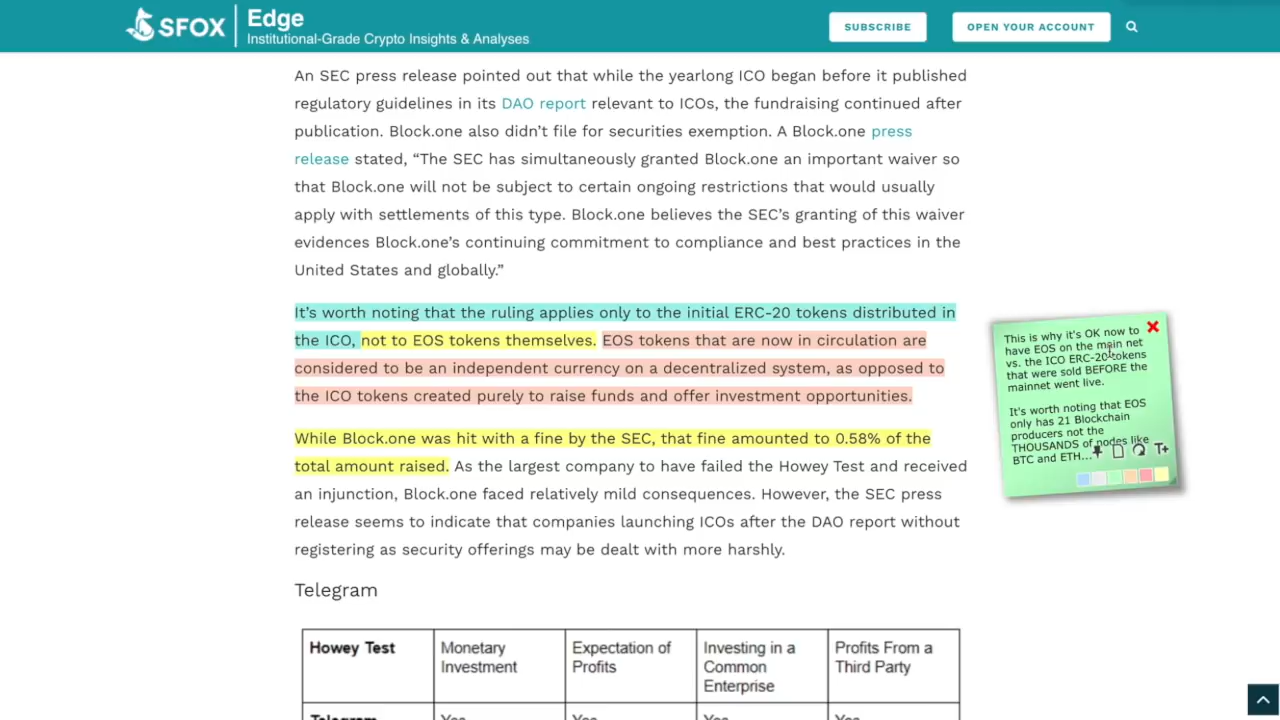 SFOX
Edge
Institutional-Grade Crypto Insights & Analyses
SUBSCRIBE
OPEN YOUR ACCOUNT
An SEC press release pointed out that while the yearlong ICO began before it published
regulatory guidelines in its DAO report relevant to ICOs, the fundraising continued after
publication. Block.one also didn’t file for securities exemption. A Block.one press
release stated, “The SEC has simultaneously granted Block.one an important waiver so
that Block.one will not be subject to certain ongoing restrictions that would usually
apply with settlements of this type. Block.one believes the SEC’s granting of this waiver
evidences Block.one’s continuing commitment to compliance and best practices in the
United States and globally.”
It’s worth noting that the ruling applies only to the initial ERC-20 tokens distributed in
the ICO, not to EOS tokens themselves. EOS tokens that are now in circulation are
considered to be an independent currency on a decentralized system, as opposed to
the ICO tokens created purely to raise funds and offer investment opportunities.
While Block.one was hit with a fine by the SEC, that fine amounted to 0.58% of the
total amount raised. As the largest company to have failed the Howey Test and received
an injunction, Block.one faced relatively mild consequences. However, the SEC press
release seems to indicate that companies launching ICOs after the DAO report without
registering as security offerings may be dealt with more harshly.
This is why it's OK now to
have EOS on the main net
vs. the ICO ERC-20 tokens
that were sold BEFORE the
mainnet went live.
It's worth noting that EOS
only has 21 Blockchain
producers not the
THOUSANDS of nodes like
BTC and ETH...
T+
Telegram
Howey Test
Monetary
Investment
Expectation of
Profits
Investing in a
Common
Enterprise
Profits From a
Third Party
Telegram
Yes
Yes
Yes
Yes